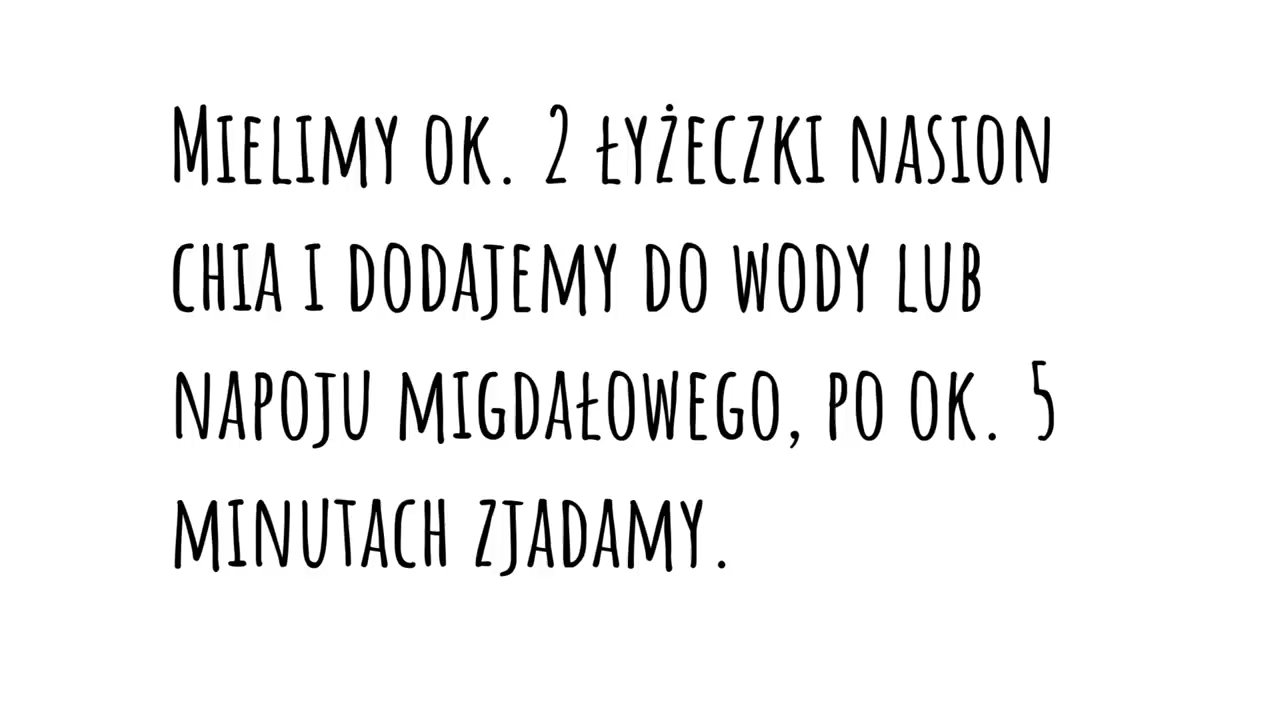 Mielimy ok. 2 łyżeczki nasion
chia i dodajemy do wody lub
napoju migdałowego, po ok. 5
minutach zjadamy.